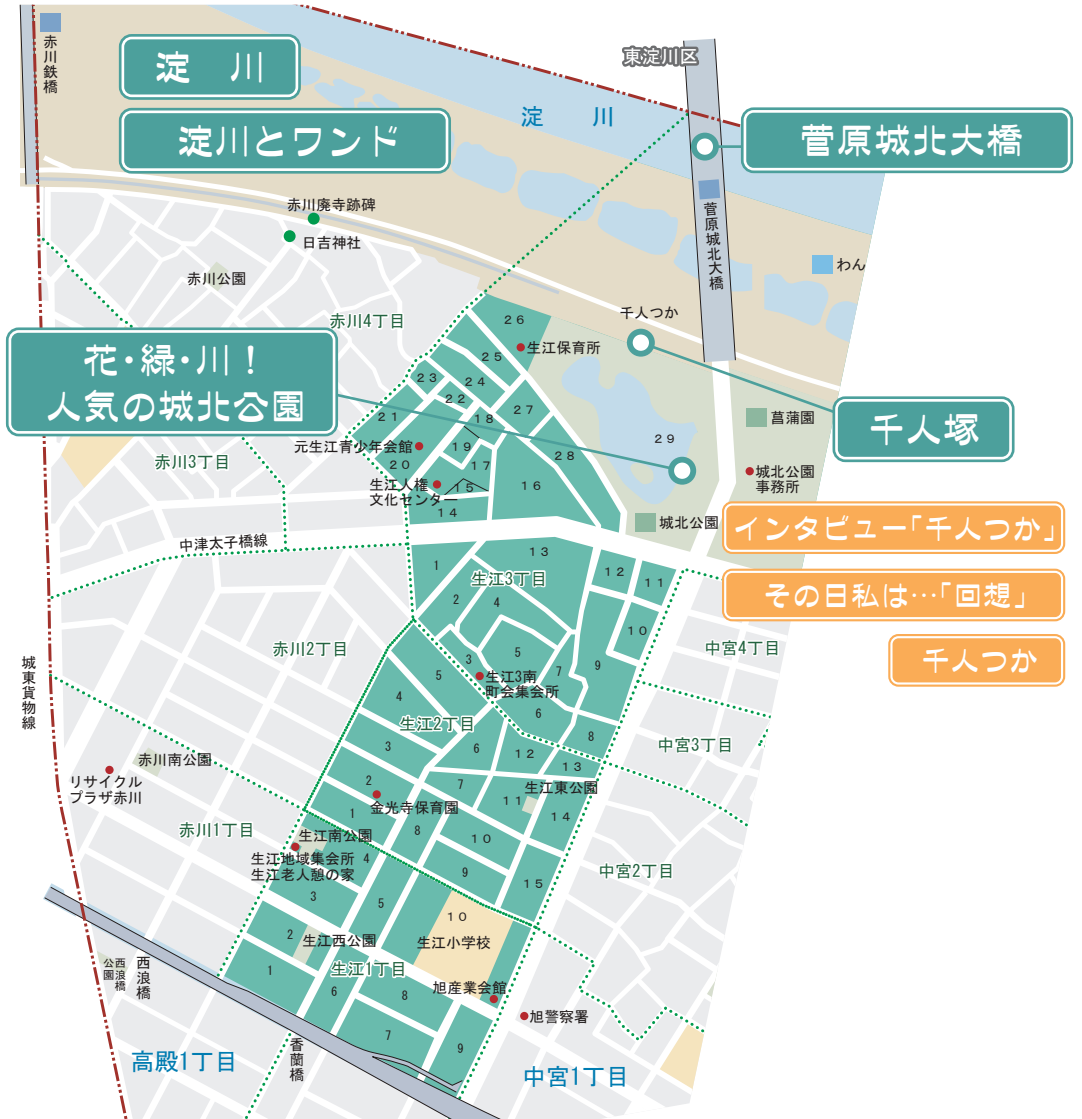 赤川鉄橋
淀 川
淀川とワンド
東淀川区
淀 川
菅原城北大橋
菅原城北大橋
わん
赤川廃寺跡碑
日吉神社
赤川公園
赤川4丁目
千人つか
26
生江保育所
25
花・緑・川！
人気の城北公園
23
24
22
27
21
18
菖蒲園
千人塚
元生江青少年会館
19
28
29
赤川3丁目
20
17
城北公園
事務所
生江人権
文化センター
15
16
14
城北公園
インタビュー「千人つか」
中津太子橋線
13
1
生江3丁目
12
11
その日私は…「回想」
2
4
10
赤川2丁目
中宮4丁目
千人つか
城東貨物線
5
3
5
7
9
生江3南
町会集会所
4
6
生江2丁目
8
中宮3丁目
3
6
12
13
赤川南公園
リサイクル
プラザ赤川
2
7
生江東公園
11
金光寺保育園
1
14
赤川1丁目
8
10
生江南公園
生江地域集会所
生江老人憩の家
4
9
15
中宮2丁目
3
5
10
生江小学校
2
生江西公園
西浪橋
公園
西浪橋
1
生江1丁目
6
8
旭産業会館
旭警察署
7
9
香蘭橋
高殿1丁目
中宮1丁目